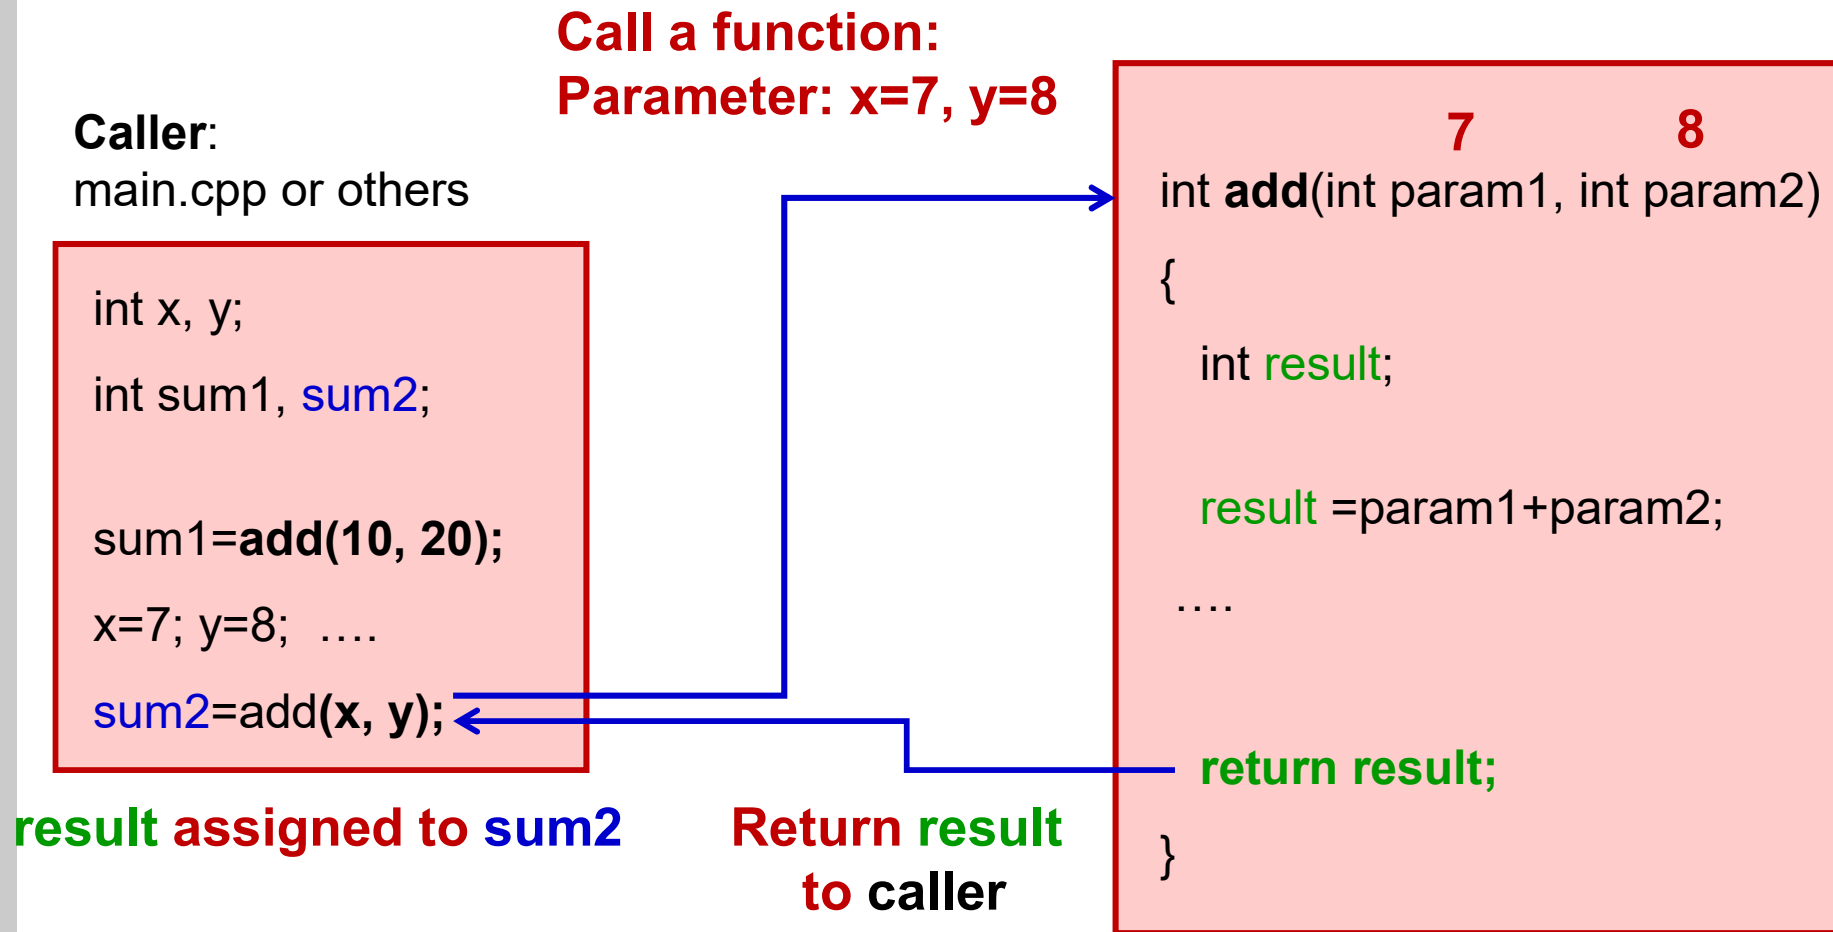 Call a function:
Parameter: x=7, y=8
Caller:
main.cpp or others
int x, y;
int sum1, sum2;
sum1=add(10, 20);
x=7; y=8; ….
sum2=add(x, y);
result assigned to sum2
Return result
to caller
7 8
int add(int param1, int param2)
{
int result;
result =param1+param2;
….
return result;
}